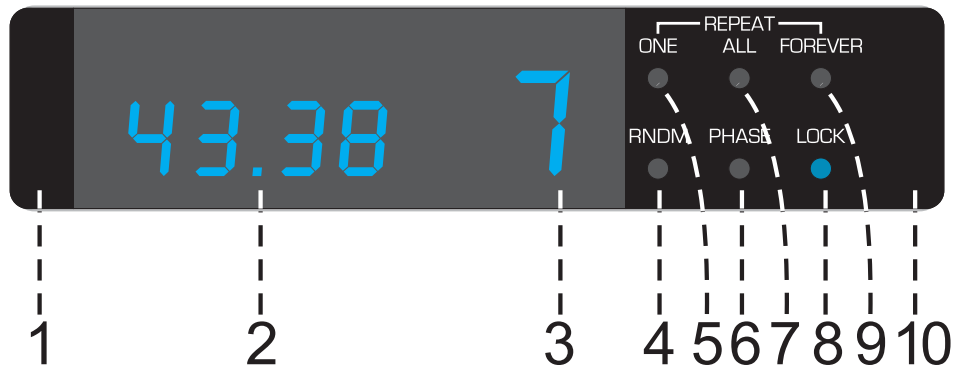 REPEAT
ONE ALL FOREVER
43.38 7
RNDM PHASE LOCK
1 2 3 4 5 6 7 8 9 10